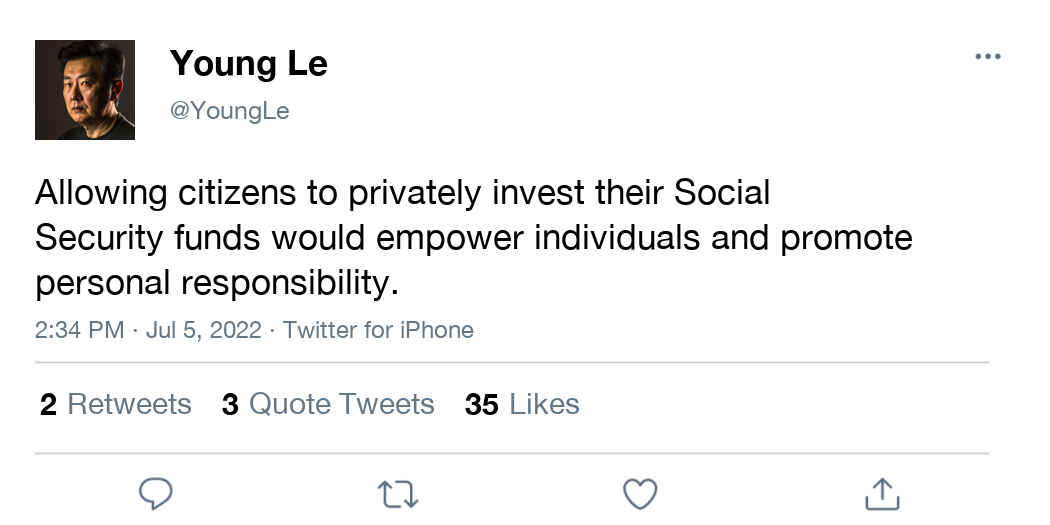 Young Le
@YoungLe
Allowing citizens to privately invest their Social
Security funds would empower individuals and promote
personal responsibility.
2:34 PM · Jul 5, 2022 · Twitter for iPhone
2 Retweets 3 Quote Tweets 35 Likes